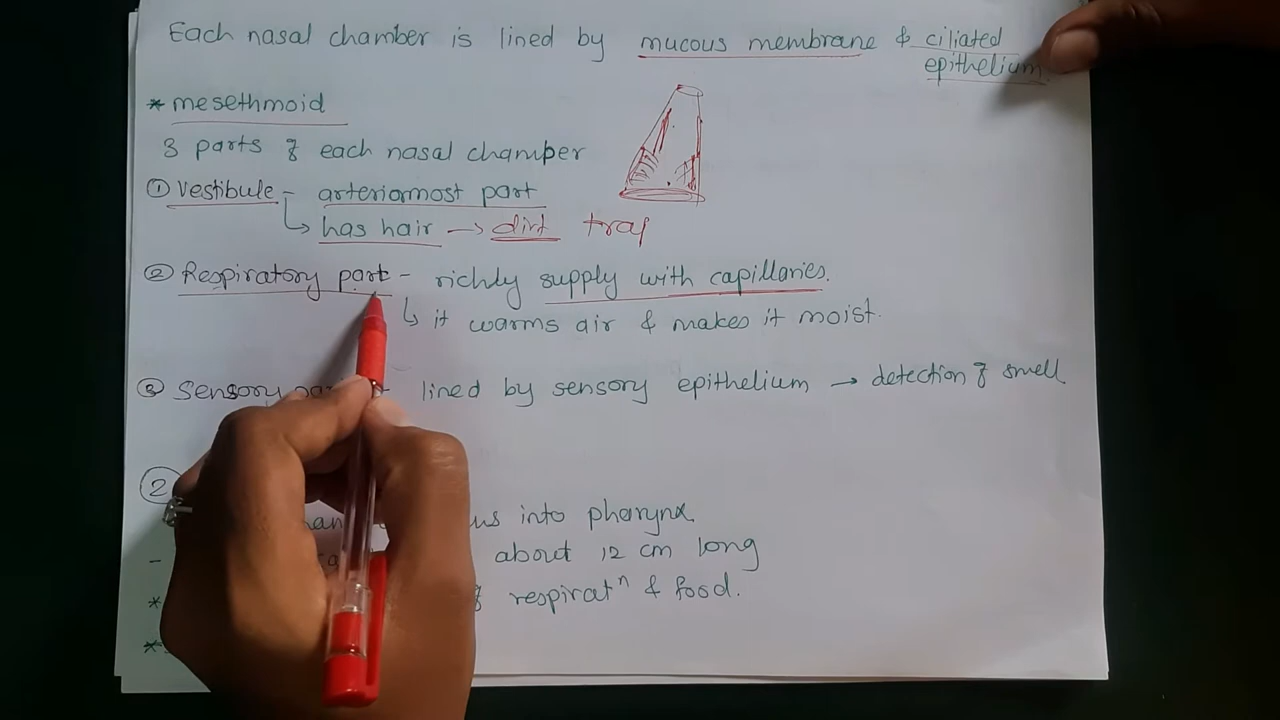 Each nasal chamber is lined by mucous membrane & ciliated
epithelium.
* mesethmoid
3 parts of each nasal chamber
① Vestibule - arteriormost part
↳ has hair → dirt trap
② Respiratory part - richly supply with capillaries.
↳ it warms air & makes it moist.
③ Sensory - lined by sensory epithelium → detection of smell
②
into pharynx
- about 12 cm long
* respiratⁿ & food.
*